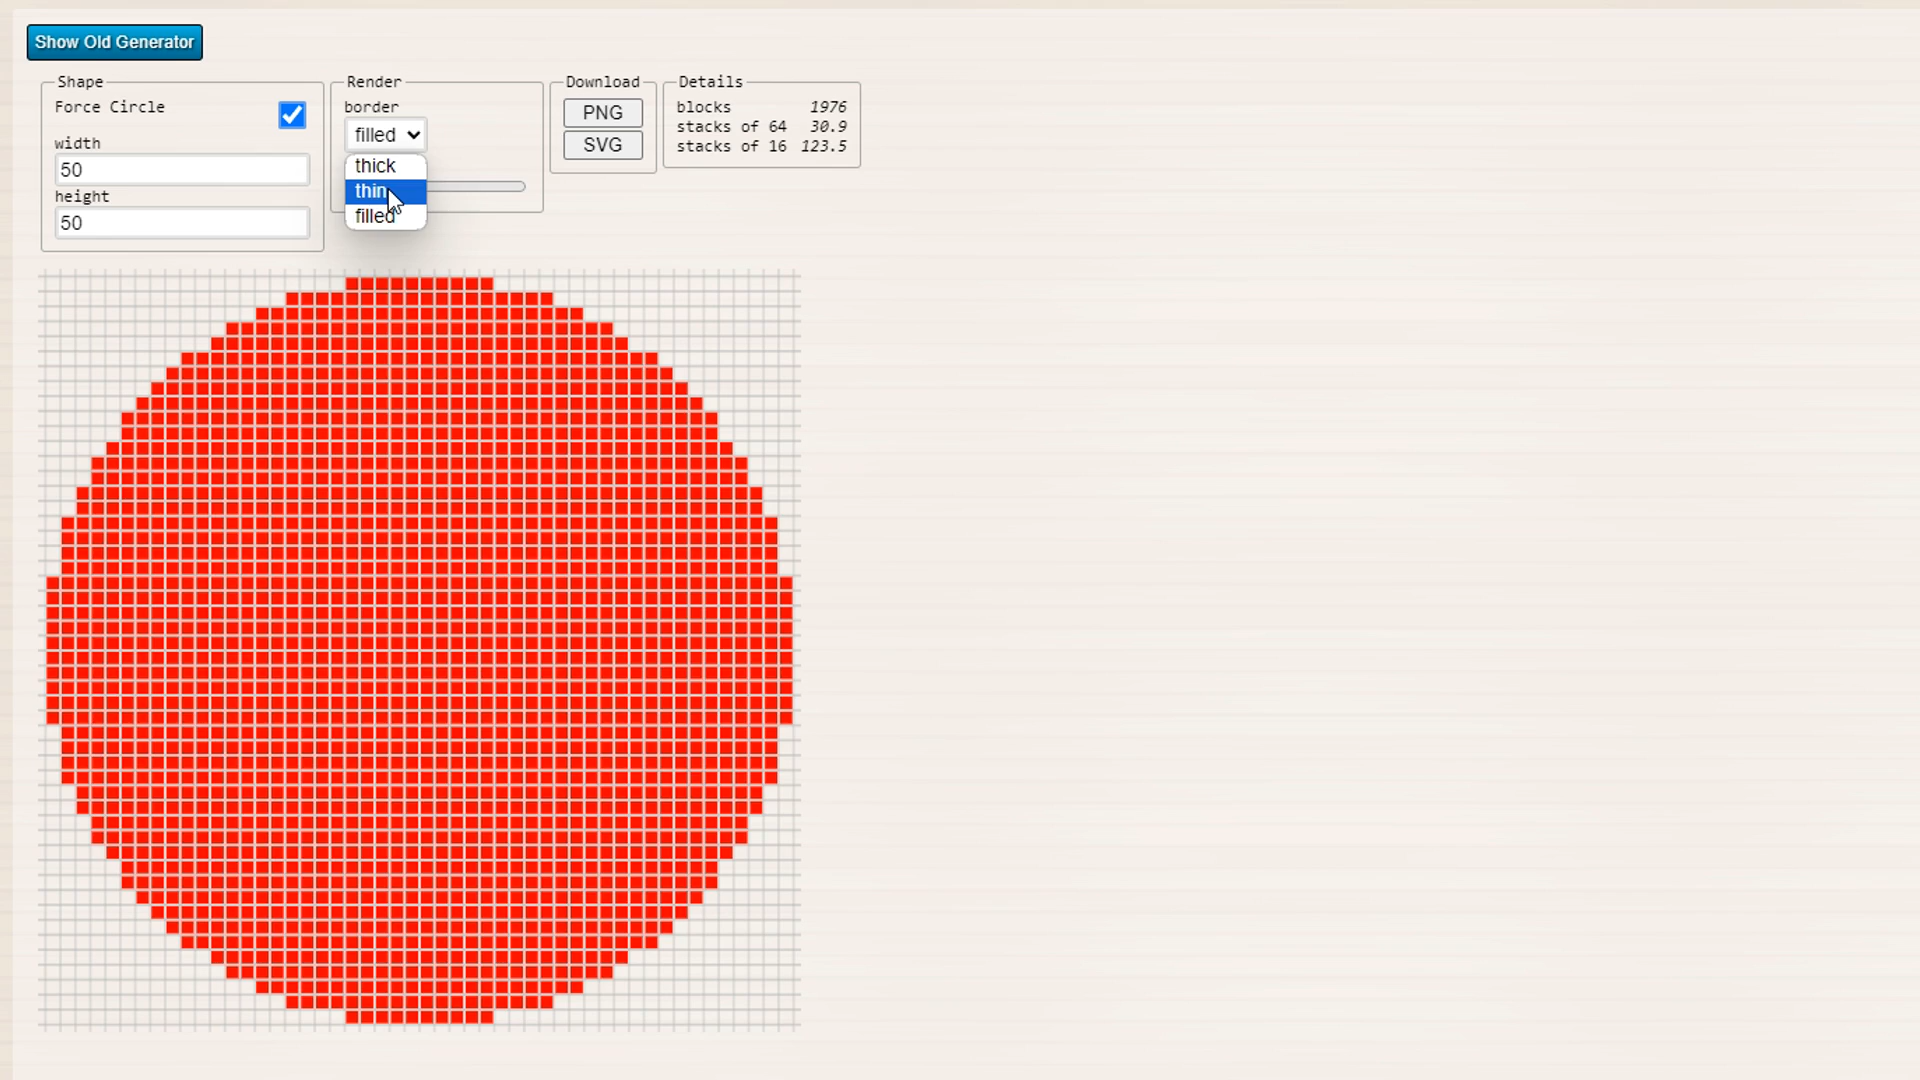 Show Old Generator
Shape
Force Circle
width
50
height
50
Render
border
filled
thick
thin
filled
Download
PNG
SVG
Details
blocks 1976
stacks of 64 30.9
stacks of 16 123.5